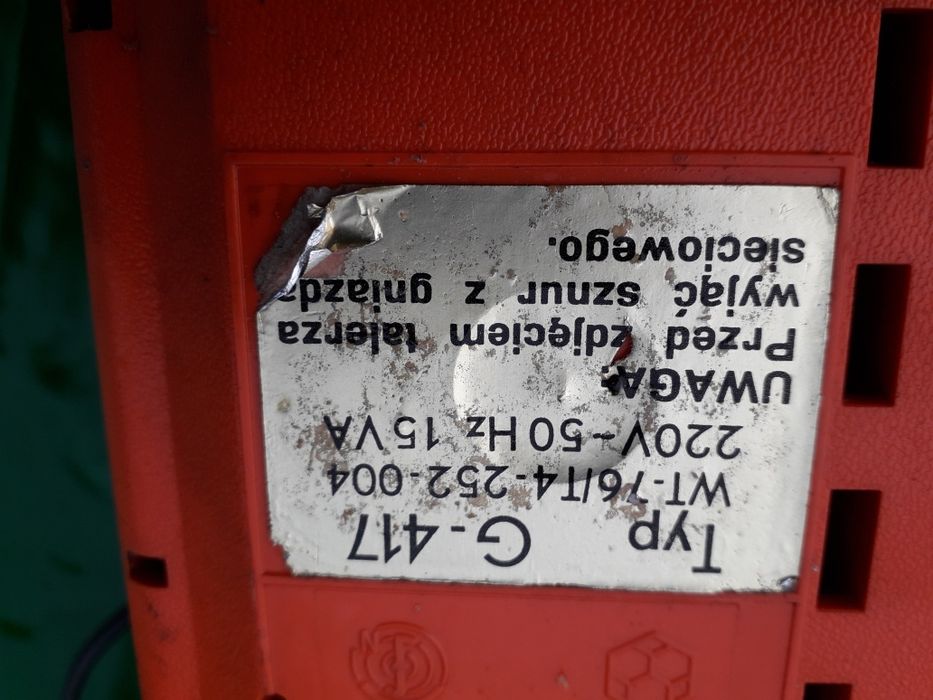 Typ G-417
WT-76/T4-252-004
220V~50Hz 15VA
UWAGA:
Przed zdjęciem talerza
wyjąć sznur z gniazda
sieciowego.